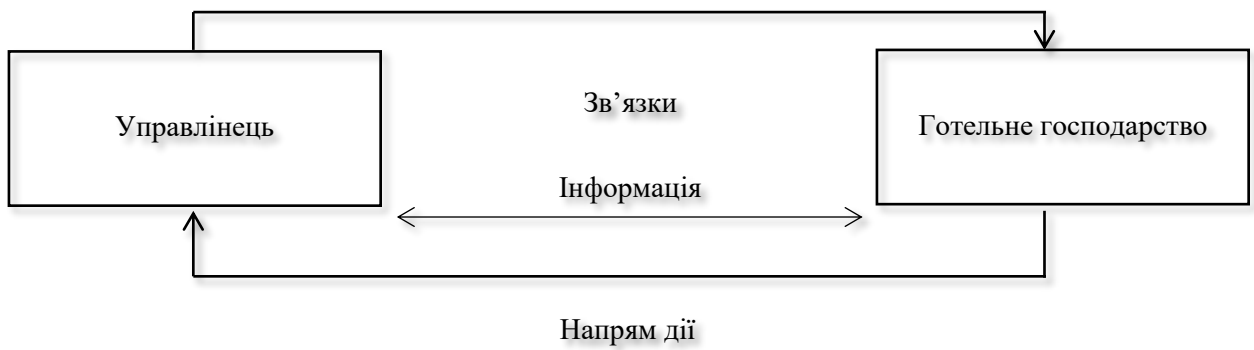 Зв’язки
Управлінець
Готельне господарство
Інформація
Напрям дії